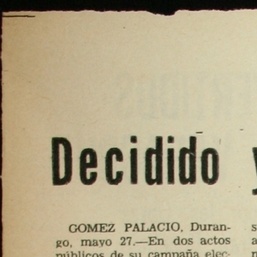 Decidido y
GOMEZ PALACIO, Duran-
go, mayo 27.—En dos actos
públicos de su campaña elec-